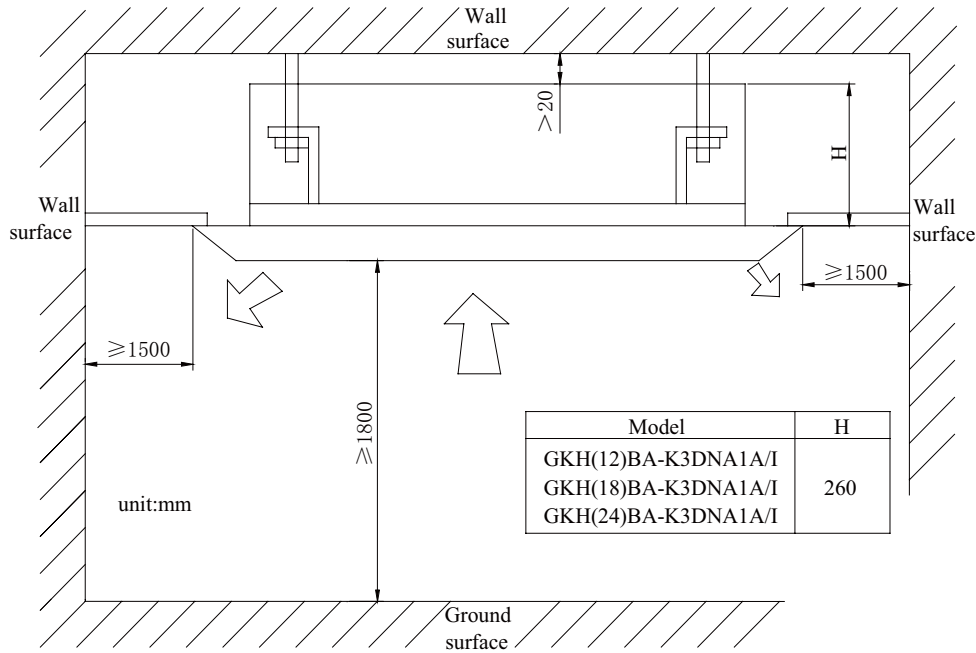 Wall
surface
>20
H
Wall
surface
Wall
surface
≥1500
≥1500
≥1800
Model H
GKH(12)BA-K3DNA1A/I
GKH(18)BA-K3DNA1A/I 260
GKH(24)BA-K3DNA1A/I
unit:mm
Ground
surface